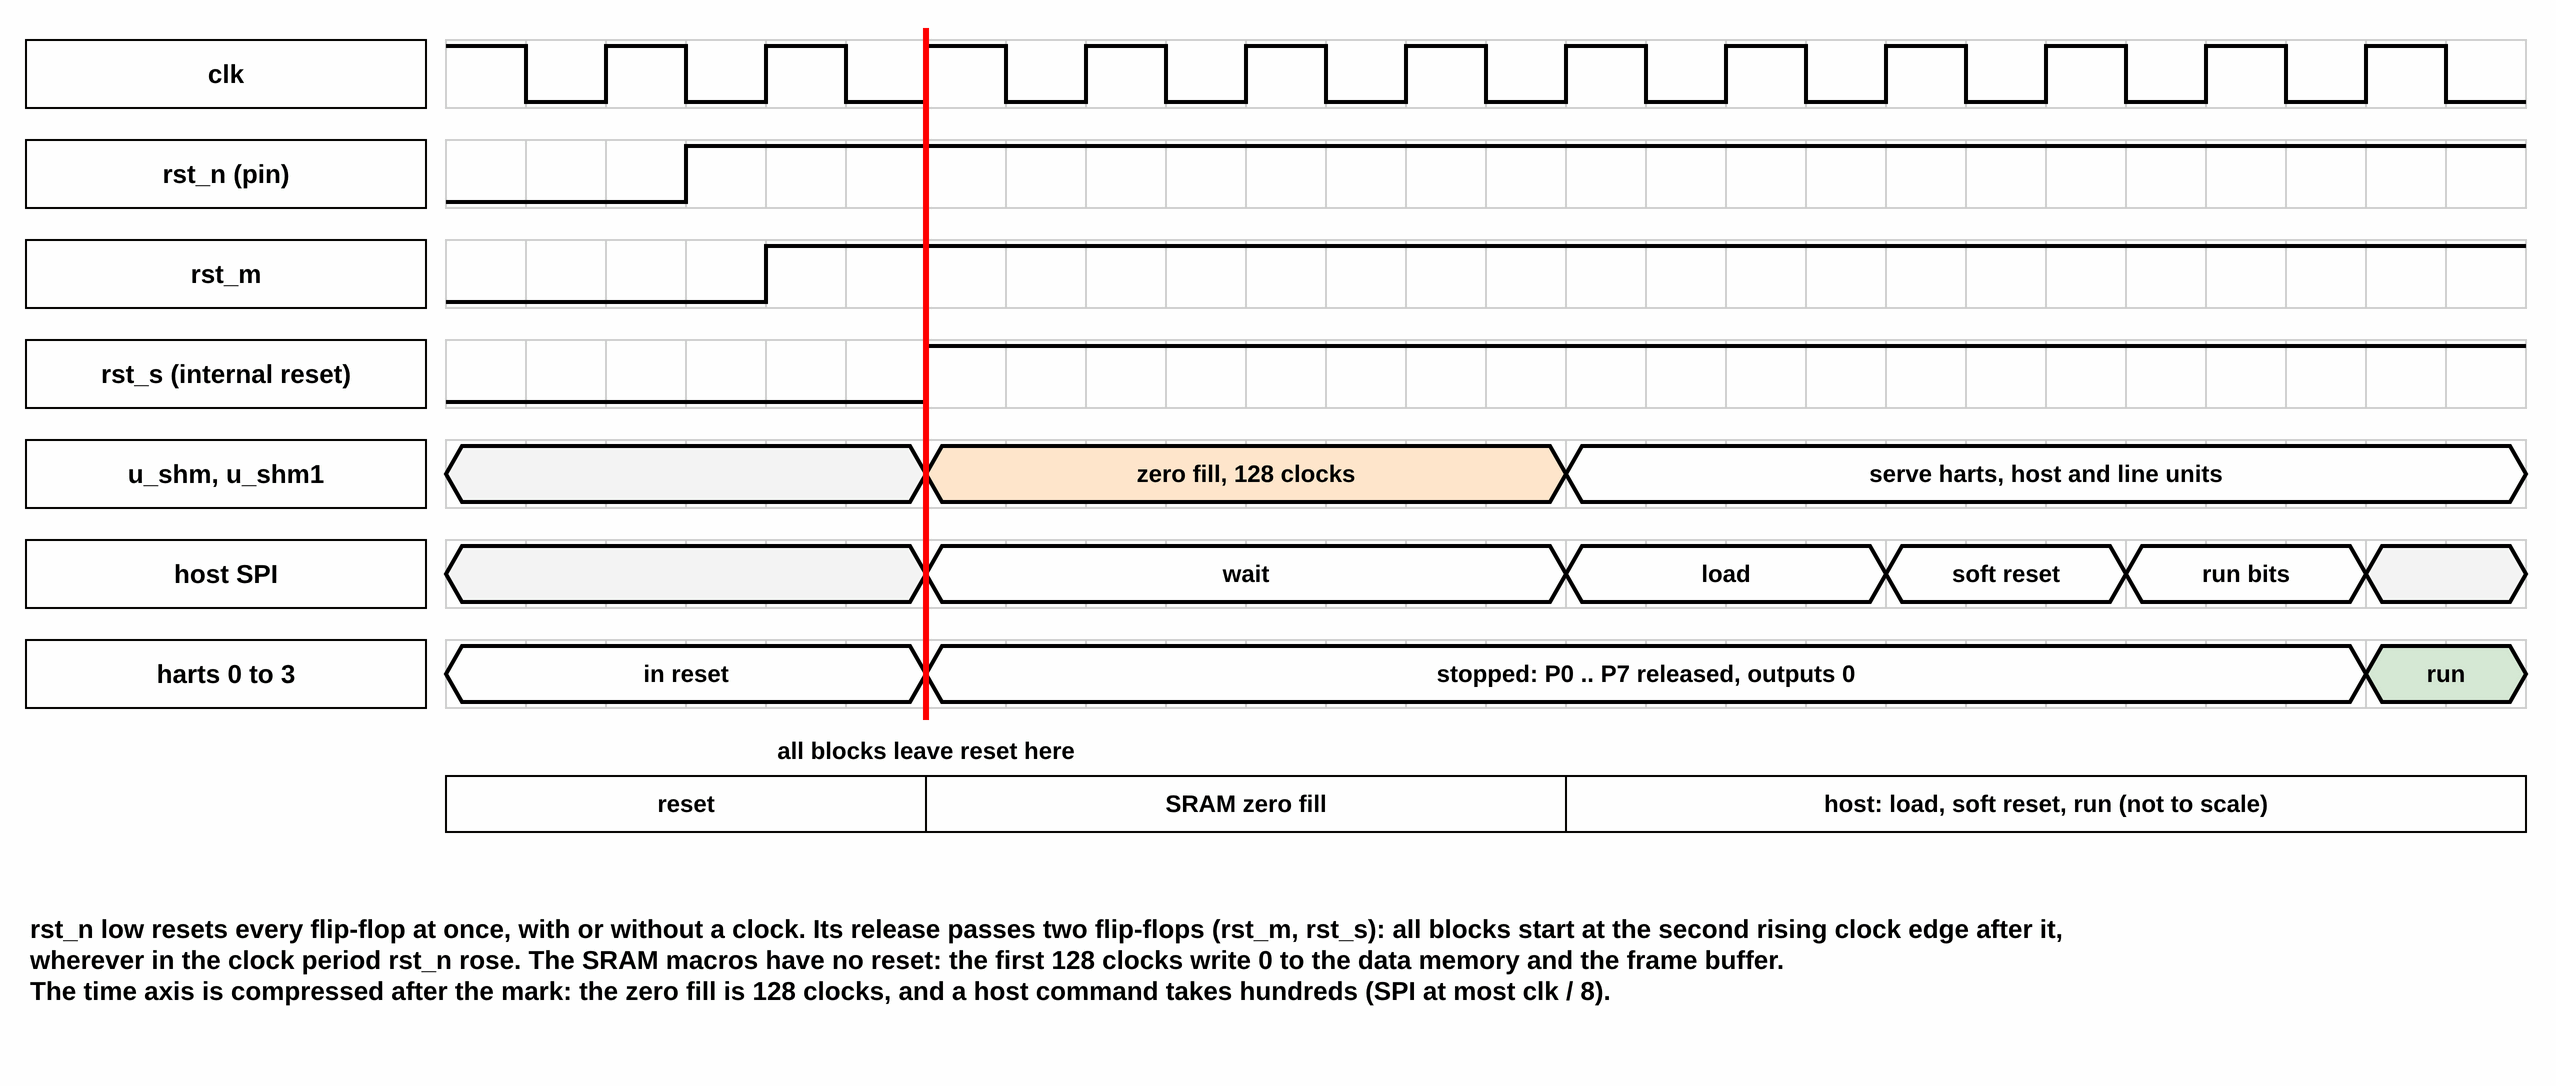 clk
rst_n (pin)
rst_m
rst_s (internal reset)
u_shm, u_shm1
zero fill, 128 clocks
serve harts, host and line units
host SPI
wait
load
soft reset
run bits
harts 0 to 3
in reset
stopped: P0 .. P7 released, outputs 0
run
all blocks leave reset here
reset
SRAM zero fill
host: load, soft reset, run (not to scale)
rst_n low resets every flip-flop at once, with or without a clock. Its release passes two flip-flops (rst_m, rst_s): all blocks start at the second rising clock edge after it,
wherever in the clock period rst_n rose. The SRAM macros have no reset: the first 128 clocks write 0 to the data memory and the frame buffer.
The time axis is compressed after the mark: the zero fill is 128 clocks, and a host command takes hundreds (SPI at most clk / 8).